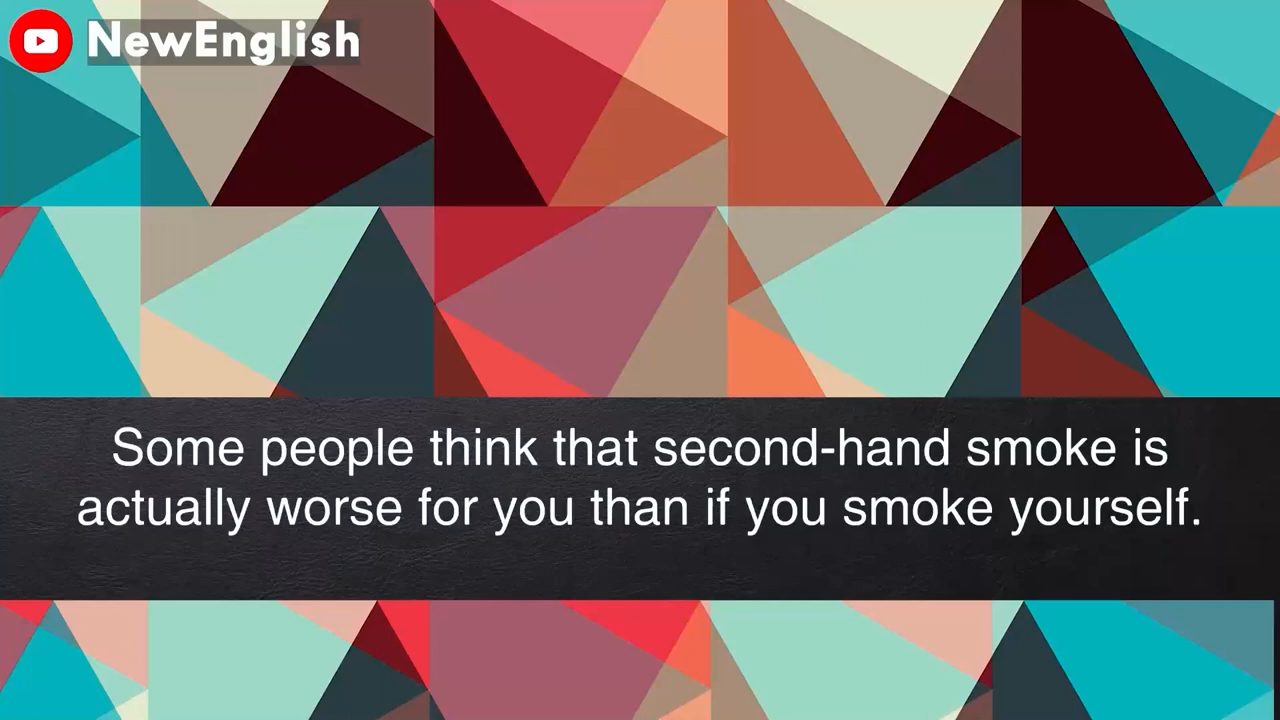 NewEnglish
Some people think that second-hand smoke is
actually worse for you than if you smoke yourself.